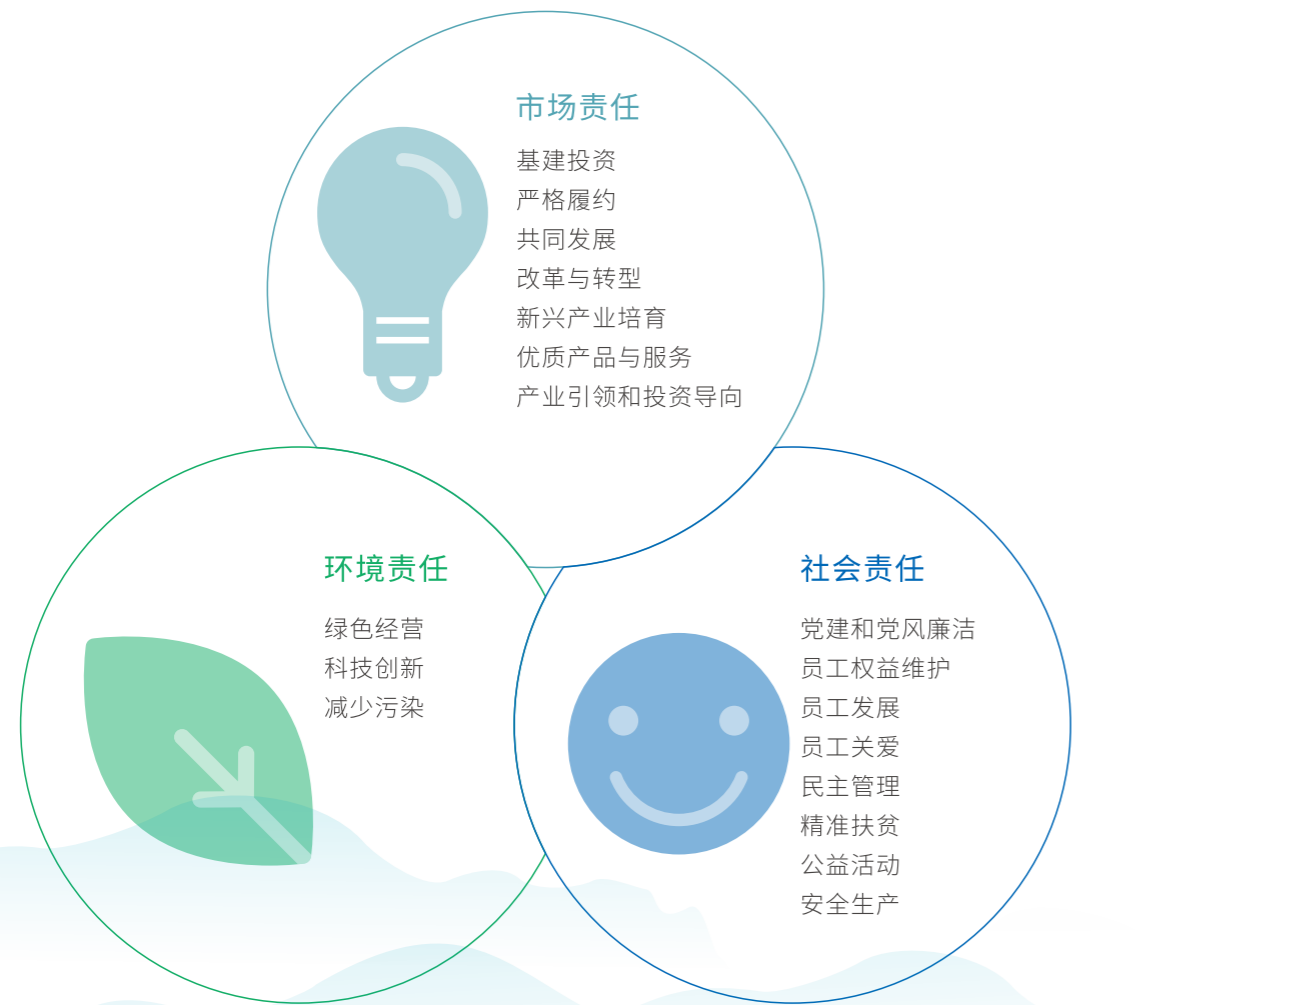 市场责任
基建投资
严格履约
共同发展
改革与转型
新兴产业培育
优质产品与服务
产业引领和投资导向
环境责任
绿色经营
科技创新
减少污染
社会责任
党建和党风廉洁
员工权益维护
员工发展
员工关爱
民主管理
精准扶贫
公益活动
安全生产